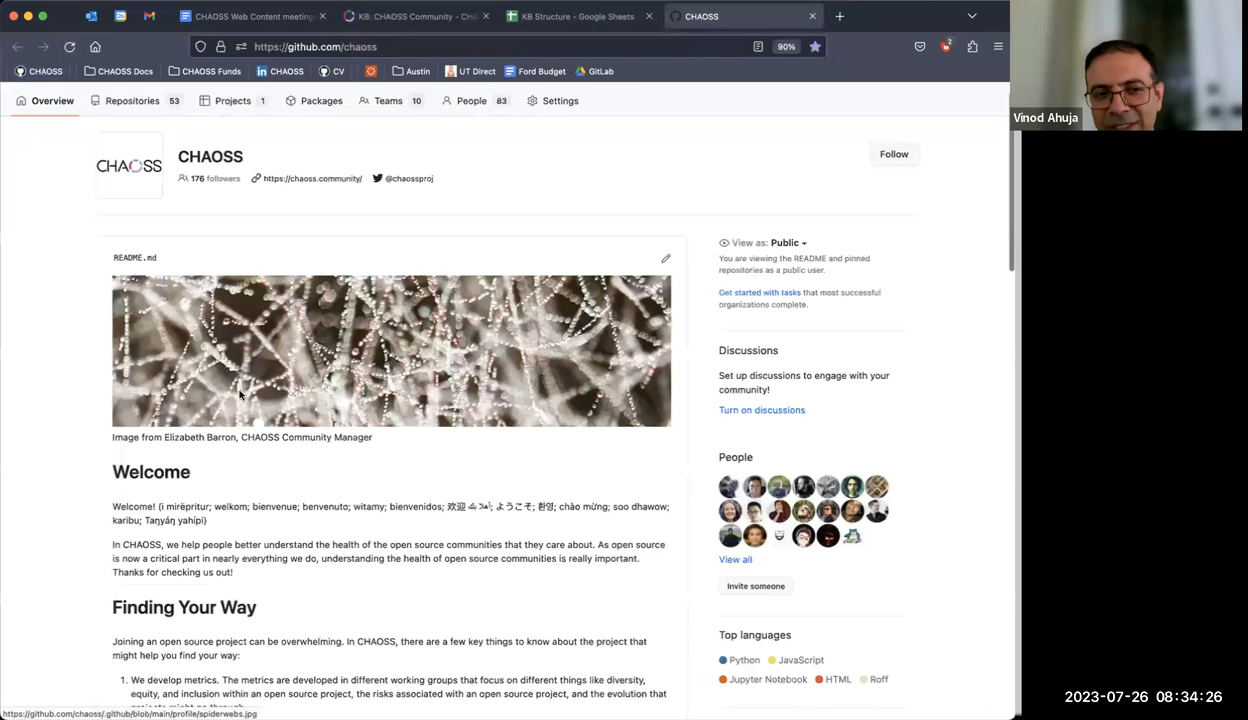 CHAOSS Web Content meeting
KB: CHAOSS Community - CHA
KB Structure - Google Sheets
CHAOSS
https://github.com/chaoss
90%
2
CHAOSS
CHAOSS Docs
CHAOSS Funds
CHAOSS
CV
Austin
UT Direct
Ford Budget
GitLab
Overview
Repositories 53
Projects 1
Packages
Teams 10
People 83
Settings
CHAOSS
CHAOSS
176 followers
https://chaoss.community/
@chaossproj
Follow
README.md
Image from Elizabeth Barron, CHAOSS Community Manager
Welcome
Welcome! (i mirëpritur; welkom; bienvenue; benvenuto; witamy; bienvenidos; 欢迎 ; ようこそ; 환영; chào mừng; soo dhawow;
karibu; Taŋyáŋ yahípi)
In CHAOSS, we help people better understand the health of the open source communities that they care about. As open source
is now a critical part in nearly everything we do, understanding the health of open source communities is really important.
Thanks for checking us out!
Finding Your Way
Joining an open source project can be overwhelming. In CHAOSS, there are a few key things to know about the project that
might help you find your way:
1. We develop metrics. The metrics are developed in different working groups that focus on different things like diversity,
equity, and inclusion within an open source project, the risks associated with an open source project, and the evolution that
https://github.com/chaoss/.github/blob/main/profile/spiderwebs.jpg
View as: Public
You are viewing the README and pinned
repositories as a public user.
Get started with tasks that most successful
organizations complete.
Discussions
Set up discussions to engage with your
community!
Turn on discussions
People
View all
Invite someone
Top languages
Python
JavaScript
Jupyter Notebook
HTML
Roff
Vinod Ahuja
2023-07-26 08:34:26